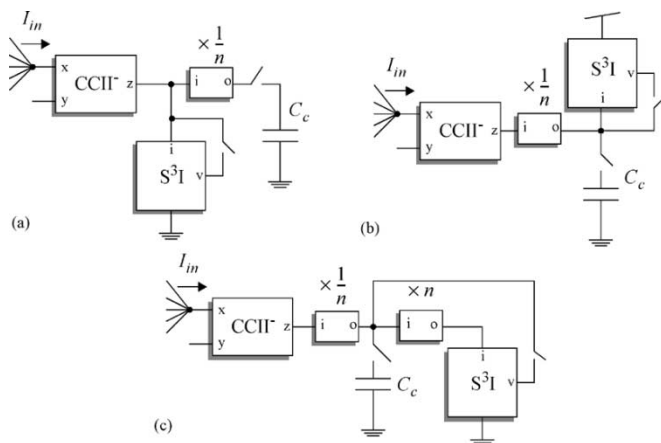 I_in
× 1/n
x
CCII⁻
z
y
i
o
C_c
i
S³I
v
(a)
I_in
× 1/n
x
CCII⁻
z
y
i
o
S³I
v
i
C_c
(b)
I_in
× 1/n
× n
x
CCII⁻
z
y
i
o
i
o
C_c
i
S³I
v
(c)